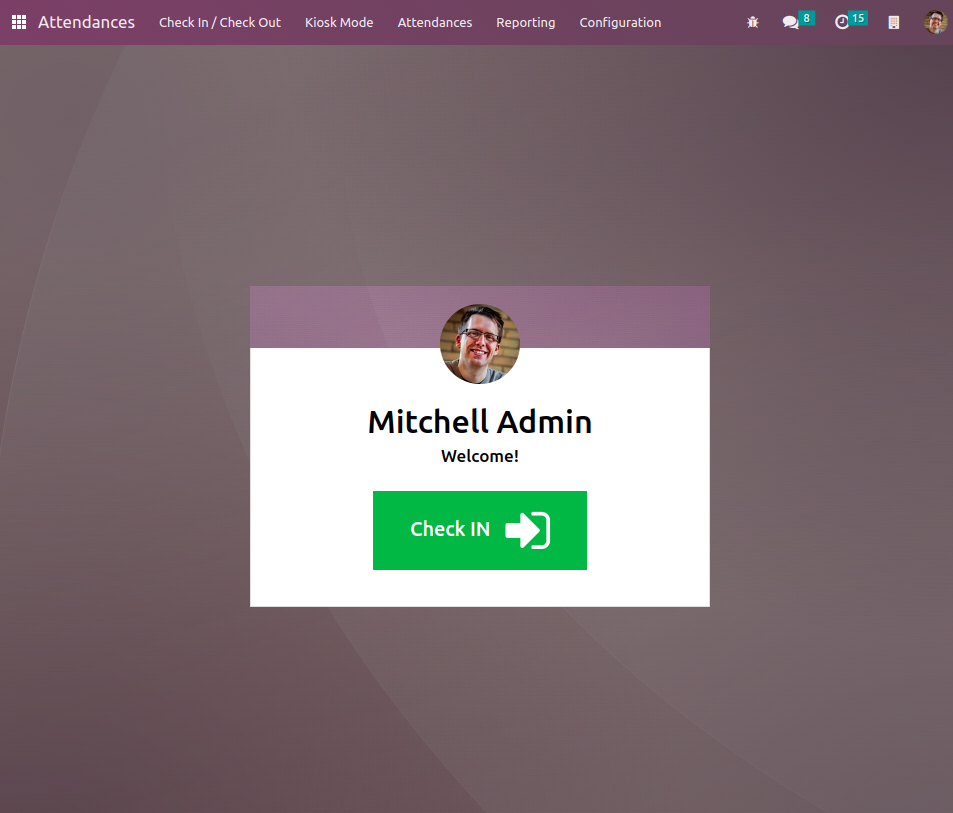 Attendances Check In / Check Out Kiosk Mode Attendances Reporting Configuration 8 15
Mitchell Admin
Welcome!
Check IN